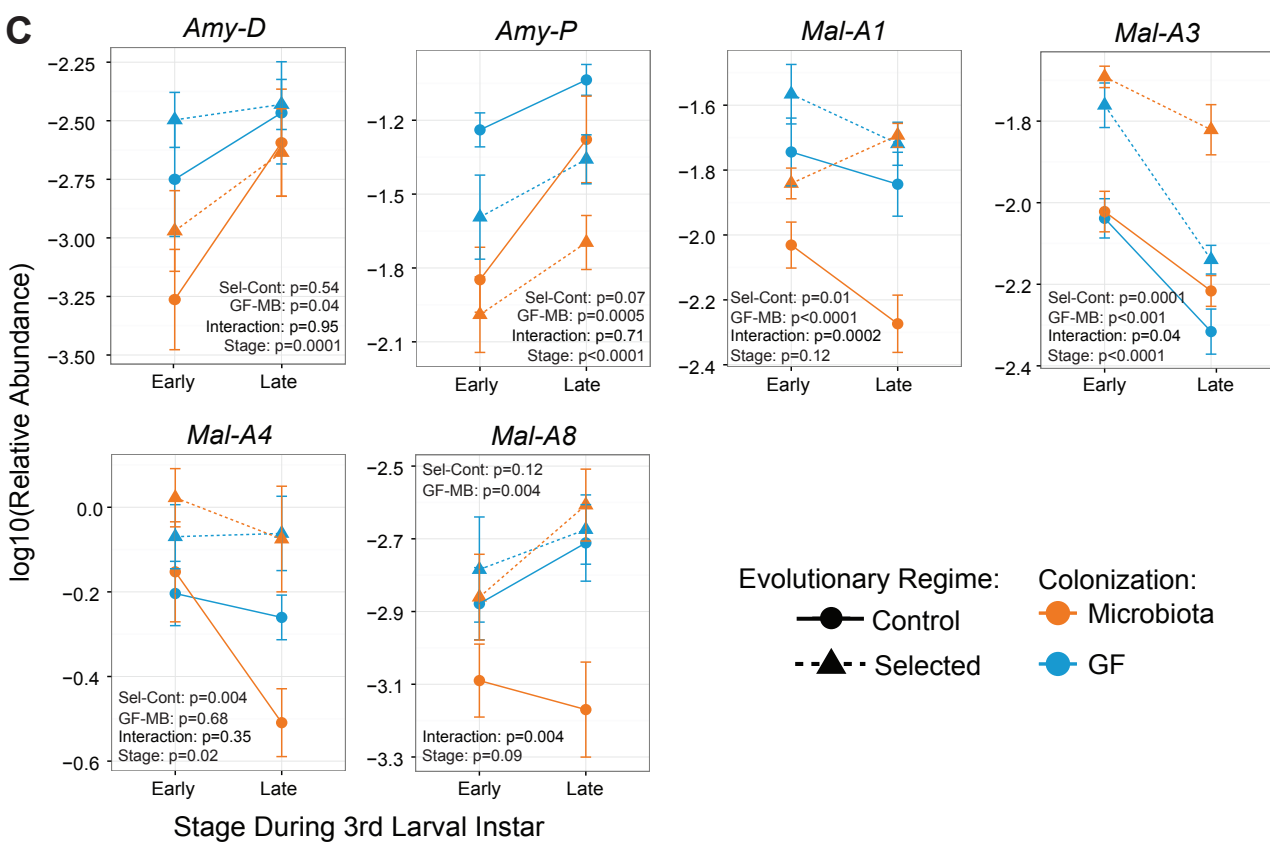 C
Amy-D
−2.25
−2.50
−2.75
−3.00
−3.25
−3.50
Sel-Cont: p=0.54
GF-MB: p=0.04
Interaction: p=0.95
Stage: p=0.0001
Early Late
Amy-P
−1.2
−1.5
−1.8
−2.1
Sel-Cont: p=0.07
GF-MB: p=0.0005
Interaction: p=0.71
Stage: p<0.0001
Early Late
Mal-A1
−1.6
−1.8
−2.0
−2.2
−2.4
Sel-Cont: p=0.01
GF-MB: p<0.0001
Interaction: p=0.0002
Stage: p=0.12
Early Late
Mal-A3
−1.8
−2.0
−2.2
−2.4
Sel-Cont: p=0.0001
GF-MB: p<0.001
Interaction: p=0.04
Stage: p<0.0001
Early Late
log10(Relative Abundance)
Mal-A4
0.0
−0.2
−0.4
−0.6
Sel-Cont: p=0.004
GF-MB: p=0.68
Interaction: p=0.35
Stage: p=0.02
Early Late
Mal-A8
−2.5
−2.7
−2.9
−3.1
−3.3
Sel-Cont: p=0.12
GF-MB: p=0.004
Interaction: p=0.004
Stage: p=0.09
Early Late
Stage During 3rd Larval Instar
Evolutionary Regime:
Control
Selected
Colonization:
Microbiota
GF